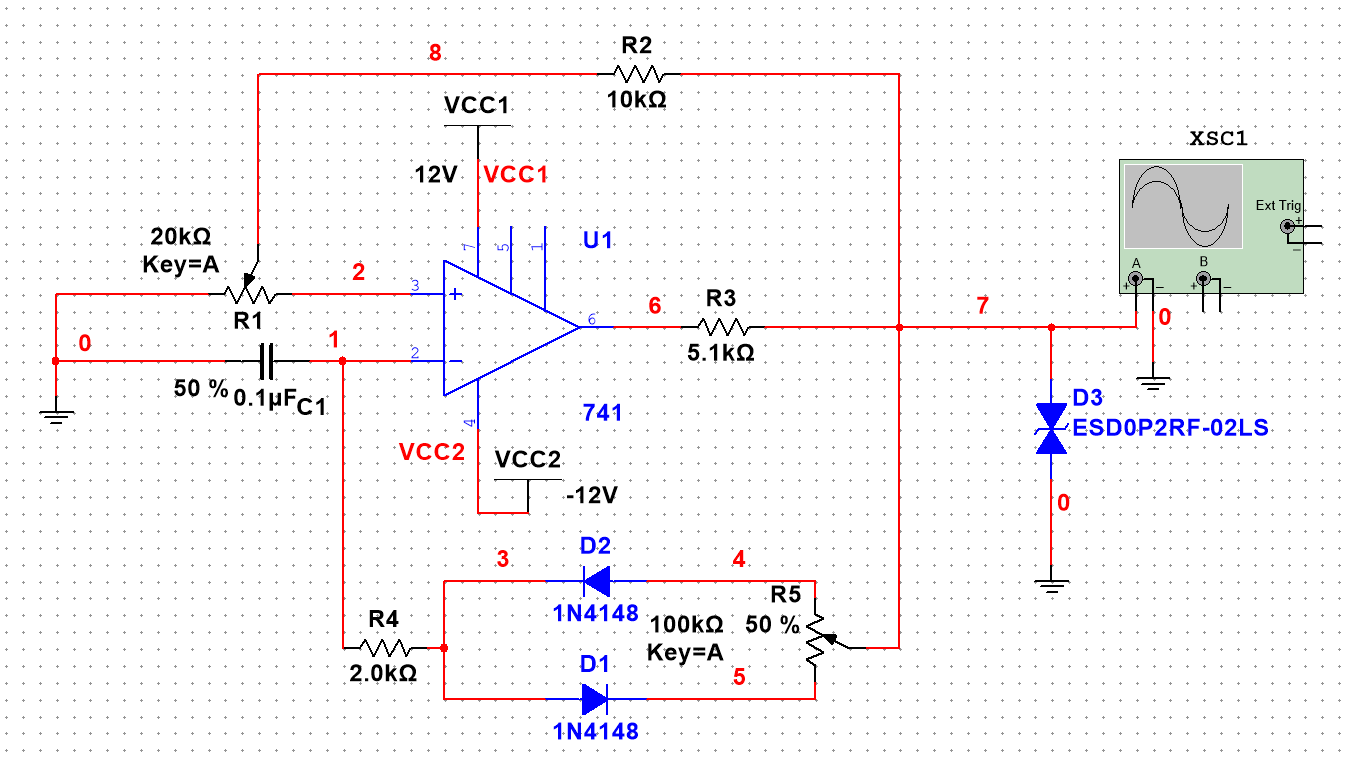 8
R2
10kΩ
VCC1
12V
VCC1
XSC1
Ext Trig
+
−
A
B
+
−
+
−
0
20kΩ
Key=A
R1
2
3
+
7
5
1
U1
6
6
R3
5.1kΩ
7
0
1
2
−
50 %
0.1µF
C1
4
741
VCC2
VCC2
-12V
D3
ESD0P2RF-02LS
0
3
D2
4
1N4148
R5
100kΩ
50 %
Key=A
R4
2.0kΩ
D1
5
1N4148